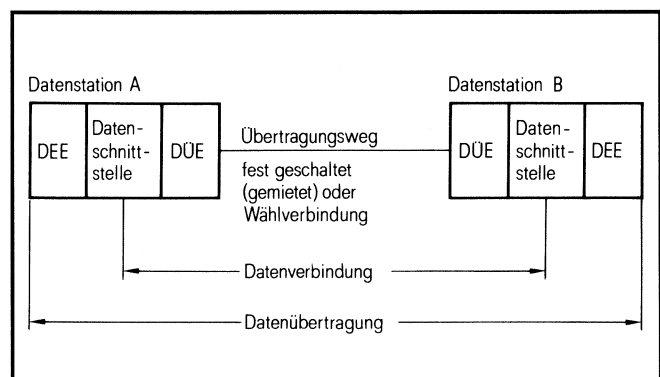 Datenstation A
DEE
Daten-
schnitt-
stelle
DÜE
Übertragungsweg
fest geschaltet
(gemietet) oder
Wählverbindung
Datenstation B
DÜE
Daten-
schnitt-
stelle
DEE
Datenverbindung
Datenübertragung